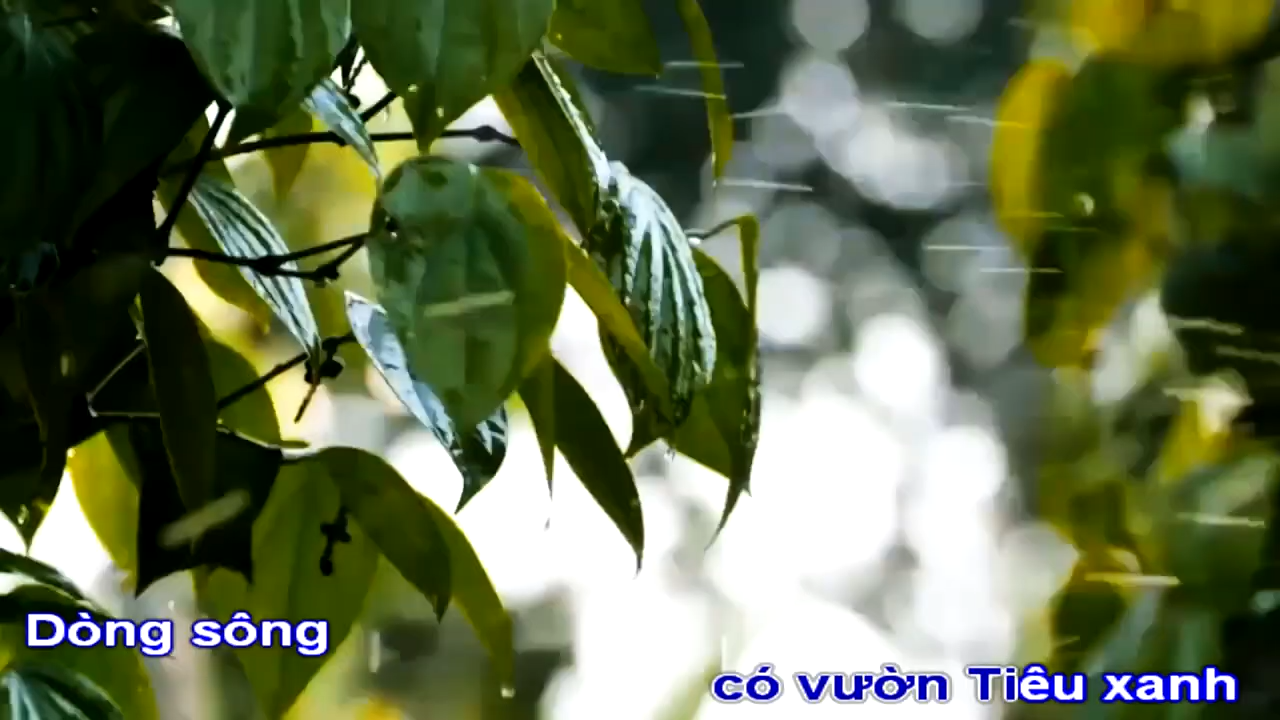 Dòng sông
có vườn Tiêu xanh